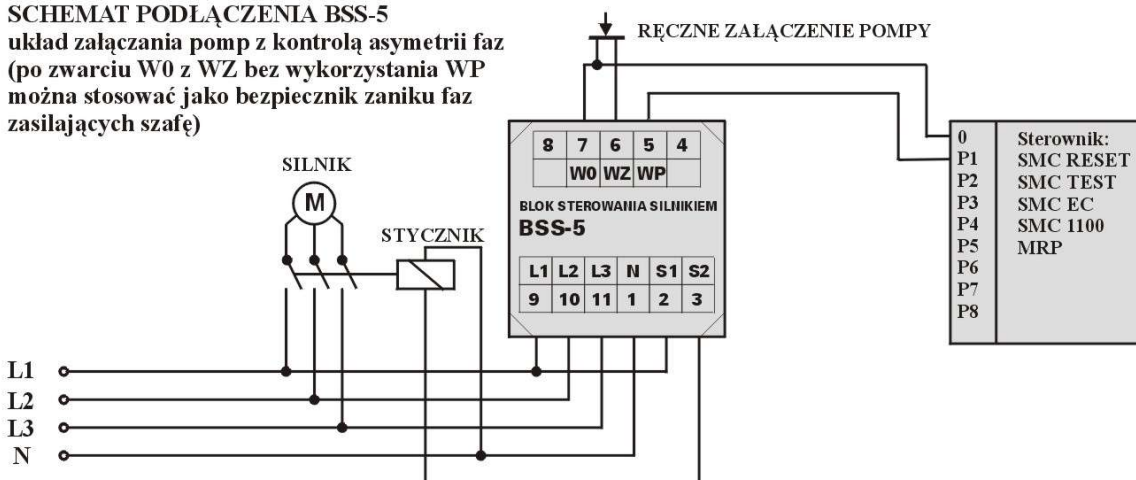 SCHEMAT PODŁĄCZENIA BSS-5
układ załączania pomp z kontrolą asymetrii faz
(po zwarciu W0 z WZ bez wykorzystania WP
można stosować jako bezpiecznik zaniku faz
zasilających szafę)
RĘCZNE ZAŁĄCZENIE POMPY
SILNIK
M
STYCZNIK
8 7 6 5 4
W0 WZ WP
BLOK STEROWANIA SILNIKIEM
BSS-5
L1 L2 L3 N S1 S2
9 10 11 1 2 3
0 Sterownik:
P1 SMC RESET
P2 SMC TEST
P3 SMC EC
P4 SMC 1100
P5 MRP
P6
P7
P8
L1
L2
L3
N